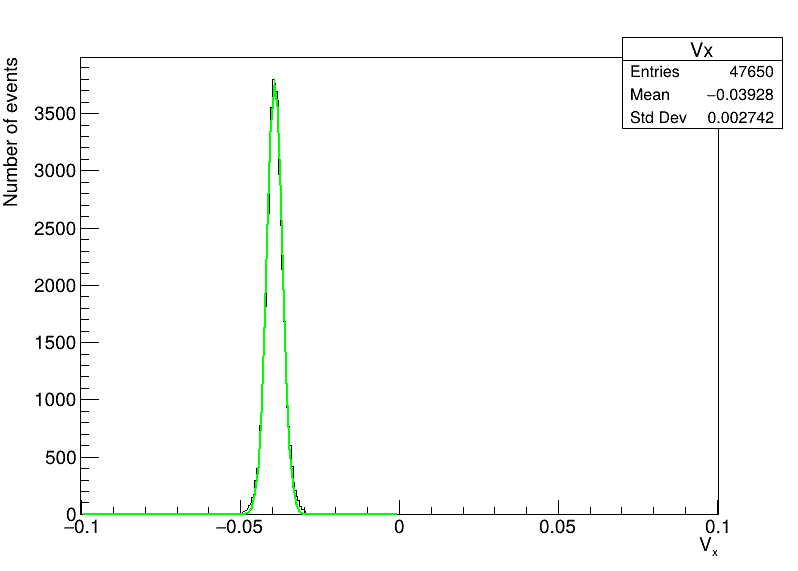 Vx
Entries 47650
Mean −0.03928
Std Dev 0.002742
Number of events
3500
3000
2500
2000
1500
1000
500
0
−0.1 −0.05 0 0.05 0.1
Vx